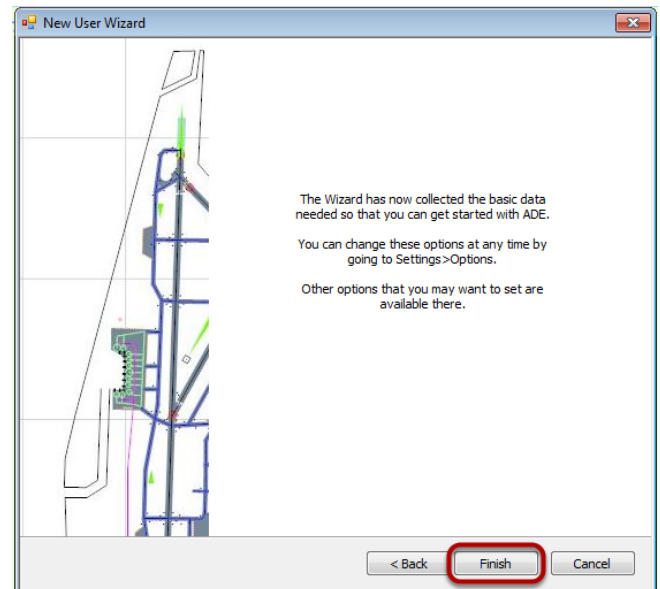 New User Wizard
The Wizard has now collected the basic data
needed so that you can get started with ADE.
You can change these options at any time by
going to Settings>Options.
Other options that you may want to set are
available there.
< Back Finish Cancel